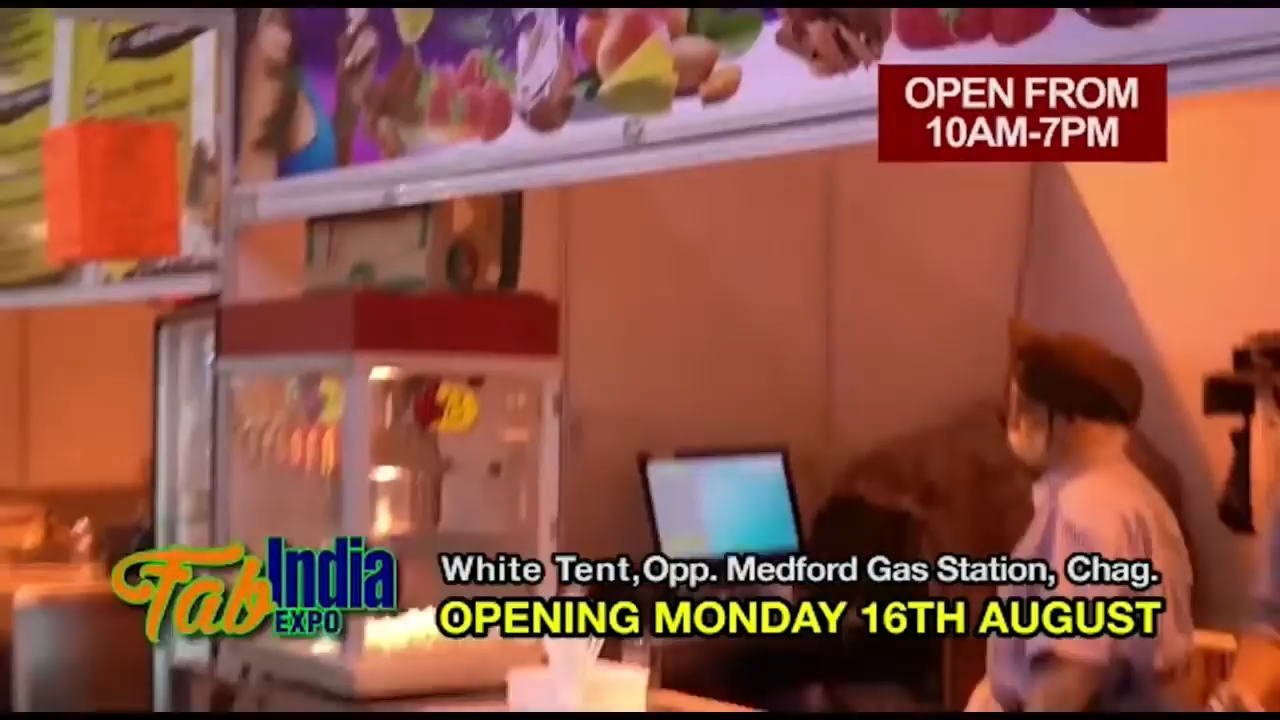 OPEN FROM
10AM-7PM
Fab India
EXPO
White Tent,Opp. Medford Gas Station, Chag.
OPENING MONDAY 16TH AUGUST